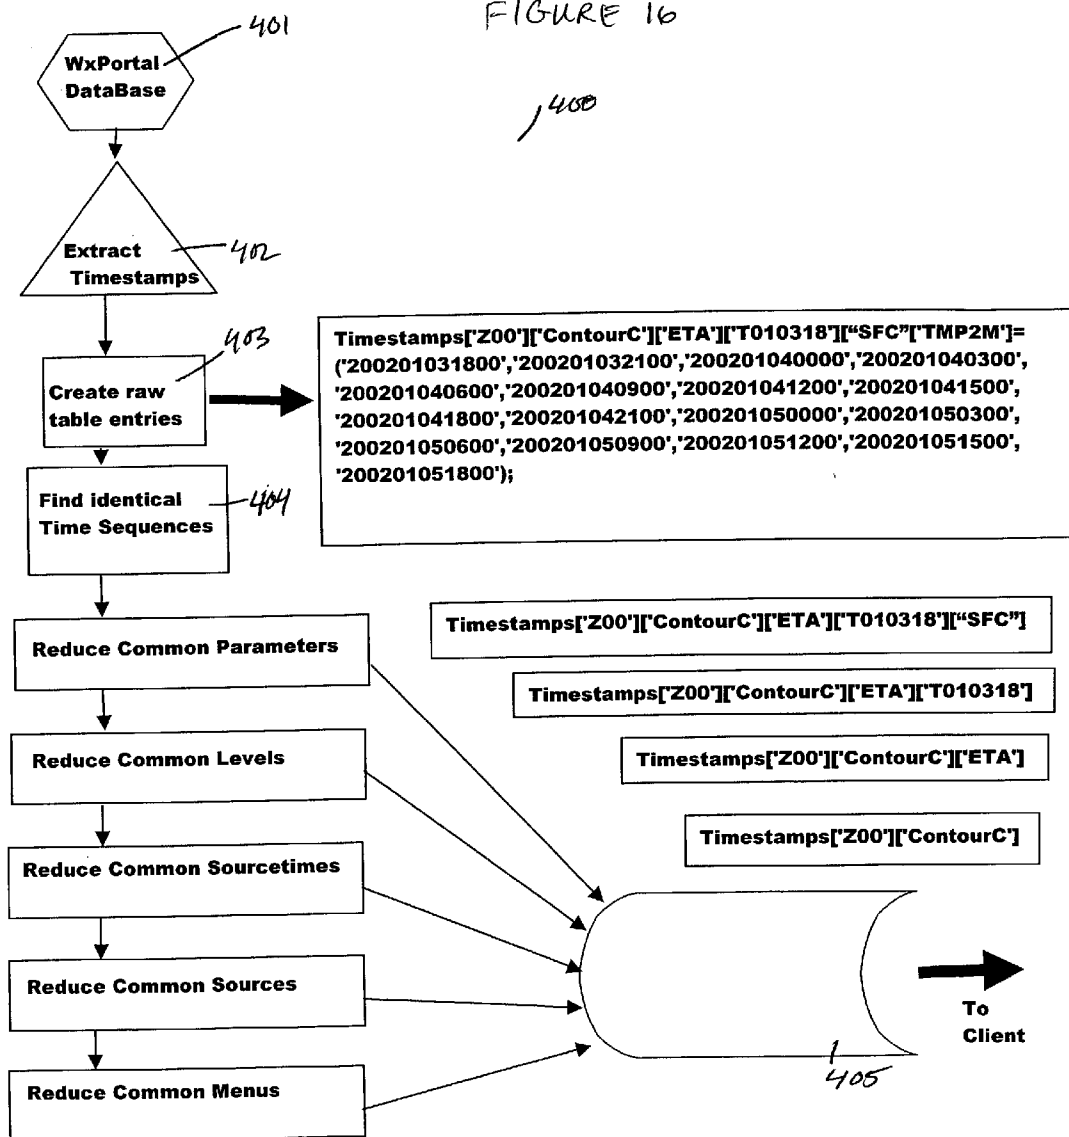 FIGURE 16
401
WxPortal
DataBase
400
Extract
Timestamps
402
403
Create raw
table entries
Timestamps['Z00']['ContourC']['ETA']['T010318'][“SFC”['TMP2M']=
('200201031800','200201032100','200201040000','200201040300',
'200201040600','200201040900','200201041200','200201041500',
'200201041800','200201042100','200201050000','200201050300',
'200201050600','200201050900','200201051200','200201051500',
'200201051800');
Find identical
Time Sequences
404
Reduce Common Parameters
Timestamps['Z00']['ContourC']['ETA']['T010318'][“SFC”]
Timestamps['Z00']['ContourC']['ETA']['T010318']
Reduce Common Levels
Timestamps['Z00']['ContourC']['ETA']
Timestamps['Z00']['ContourC']
Reduce Common Sourcetimes
Reduce Common Sources
To
Client
405
Reduce Common Menus